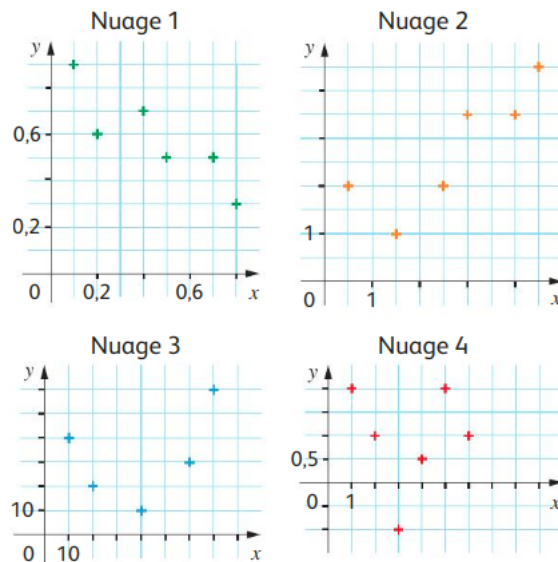 Nuage 1
y
0,6
0,2
0 0,2 0,6 x
Nuage 2
y
1
0 1 x
Nuage 3
y
10
0 10 x
Nuage 4
y
0,5
0 1 x